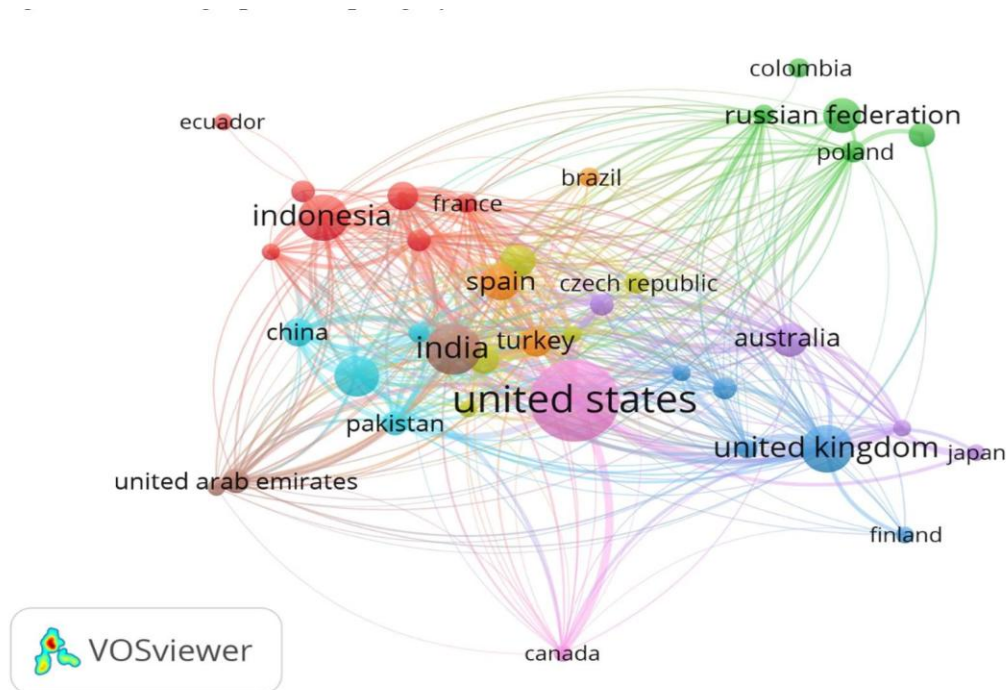 colombia
russian federation
ecuador
poland
brazil
france
indonesia
spain
czech republic
china
turkey
australia
india
united states
pakistan
united kingdom
japan
united arab emirates
finland
VOSviewer
canada